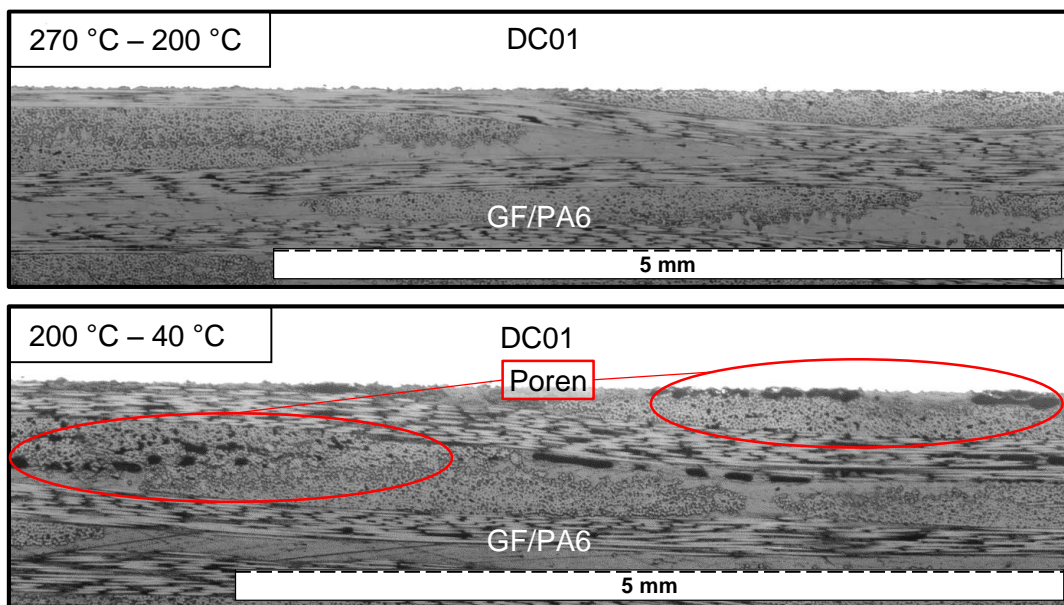 270 °C – 200 °C
DC01
GF/PA6
5 mm
200 °C – 40 °C
DC01
Poren
GF/PA6
5 mm